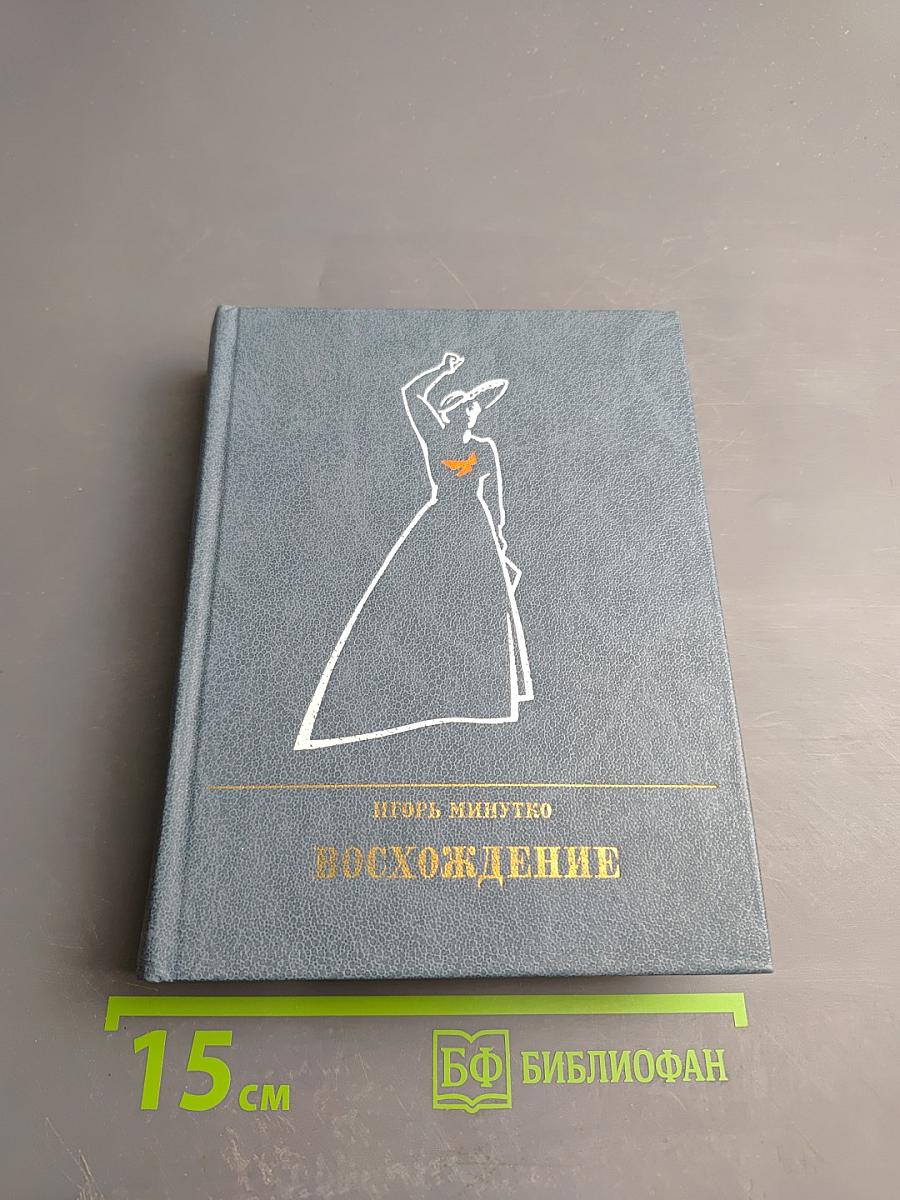 ИГОРЬ МИНУТКО
ВОСХОЖДЕНИЕ
15 см
БФ БИБЛИОФАН